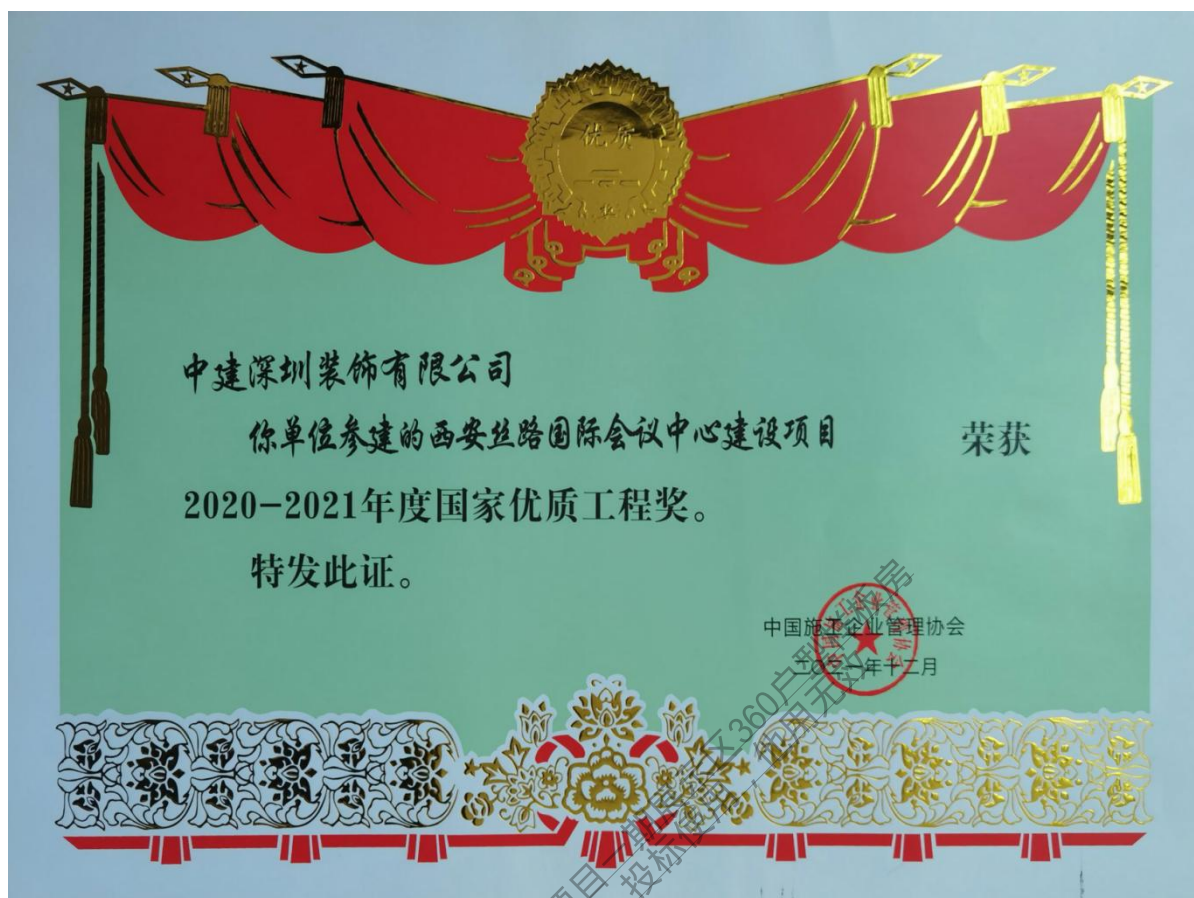 优质
中建深圳装饰有限公司
你单位参建的西安丝路国际会议中心建设项目 荣获
2020-2021年度国家优质工程奖。
特发此证。
中国施工企业管理协会
二〇二一年十二月